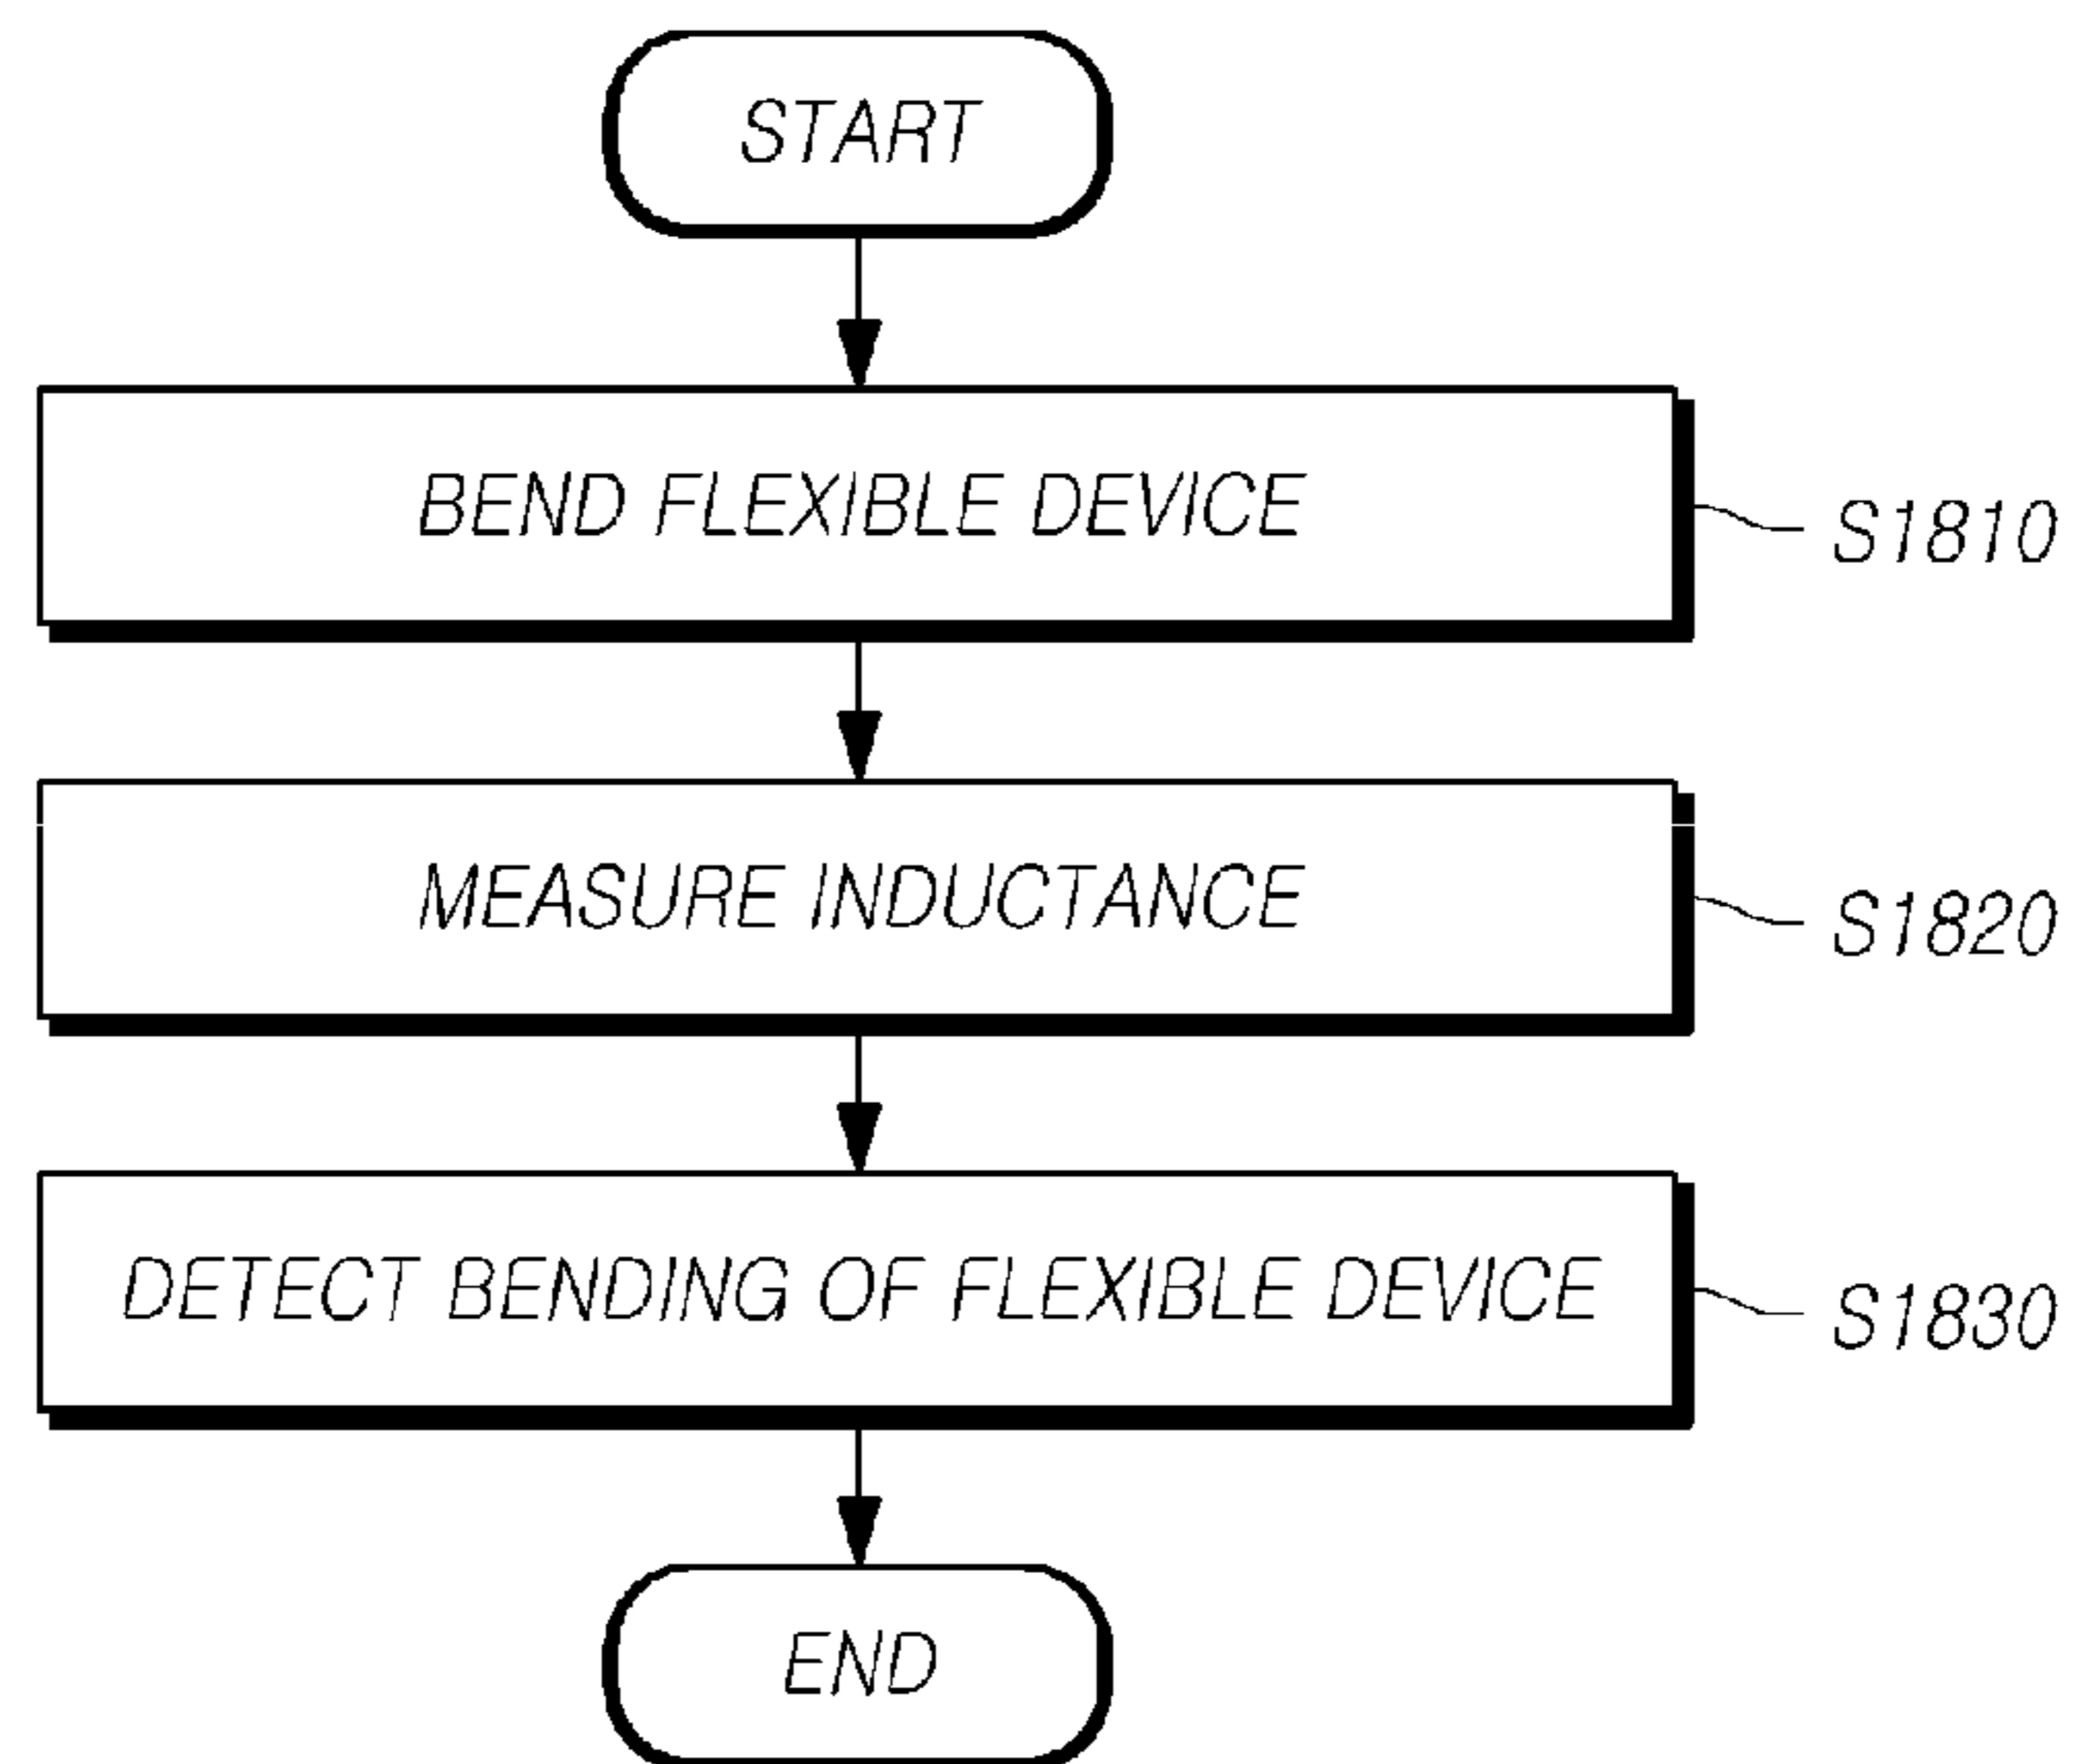 START
BEND FLEXIBLE DEVICE
S1810
MEASURE INDUCTANCE
S1820
DETECT BENDING OF FLEXIBLE DEVICE
S1830
END